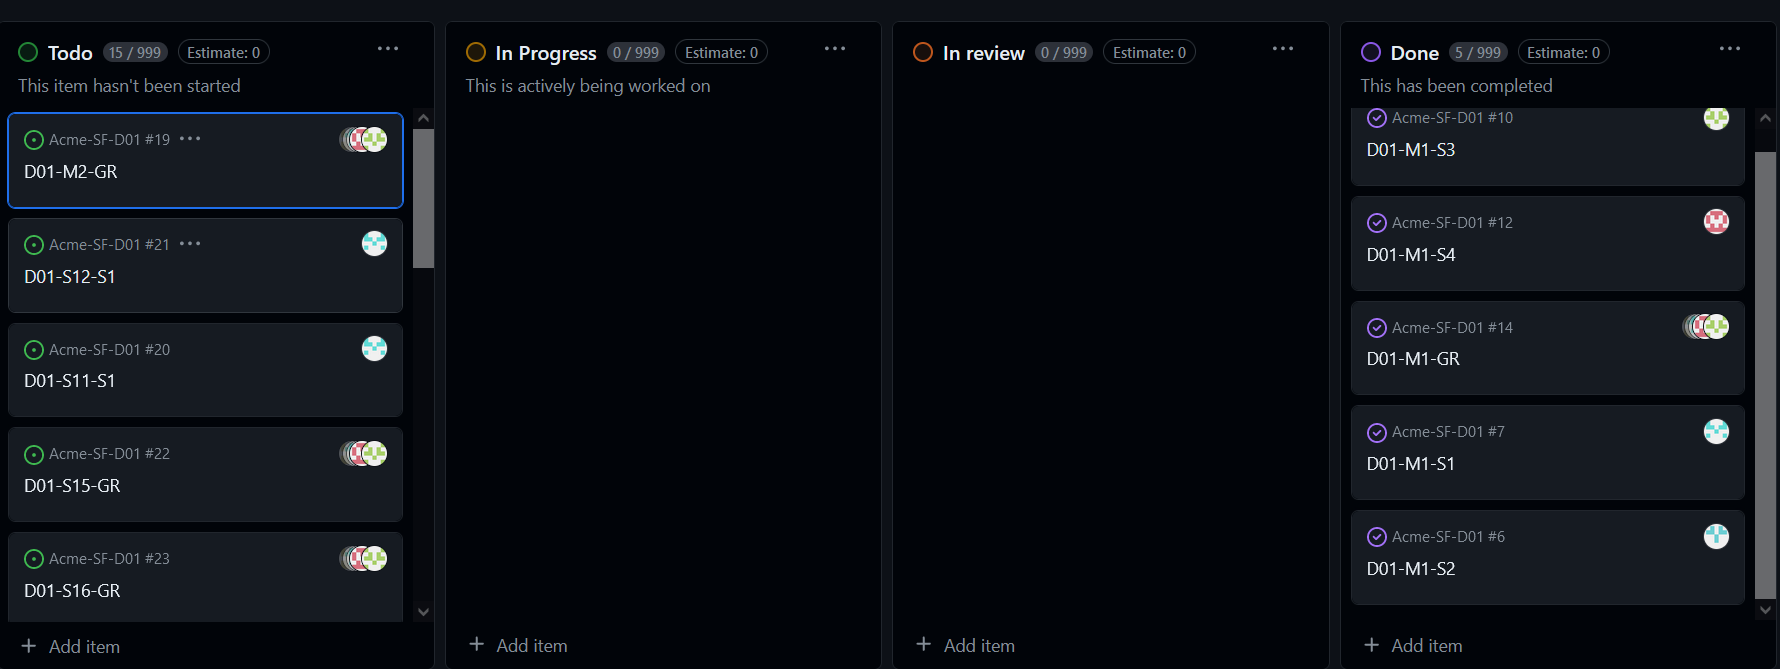 Todo 15 / 999 Estimate: 0
This item hasn't been started
Acme-SF-D01 #19
D01-M2-GR
Acme-SF-D01 #21
D01-S12-S1
Acme-SF-D01 #20
D01-S11-S1
Acme-SF-D01 #22
D01-S15-GR
Acme-SF-D01 #23
D01-S16-GR
+ Add item
In Progress 0 / 999 Estimate: 0
This is actively being worked on
+ Add item
In review 0 / 999 Estimate: 0
+ Add item
Done 5 / 999 Estimate: 0
This has been completed
Acme-SF-D01 #10
D01-M1-S3
Acme-SF-D01 #12
D01-M1-S4
Acme-SF-D01 #14
D01-M1-GR
Acme-SF-D01 #7
D01-M1-S1
Acme-SF-D01 #6
D01-M1-S2
+ Add item